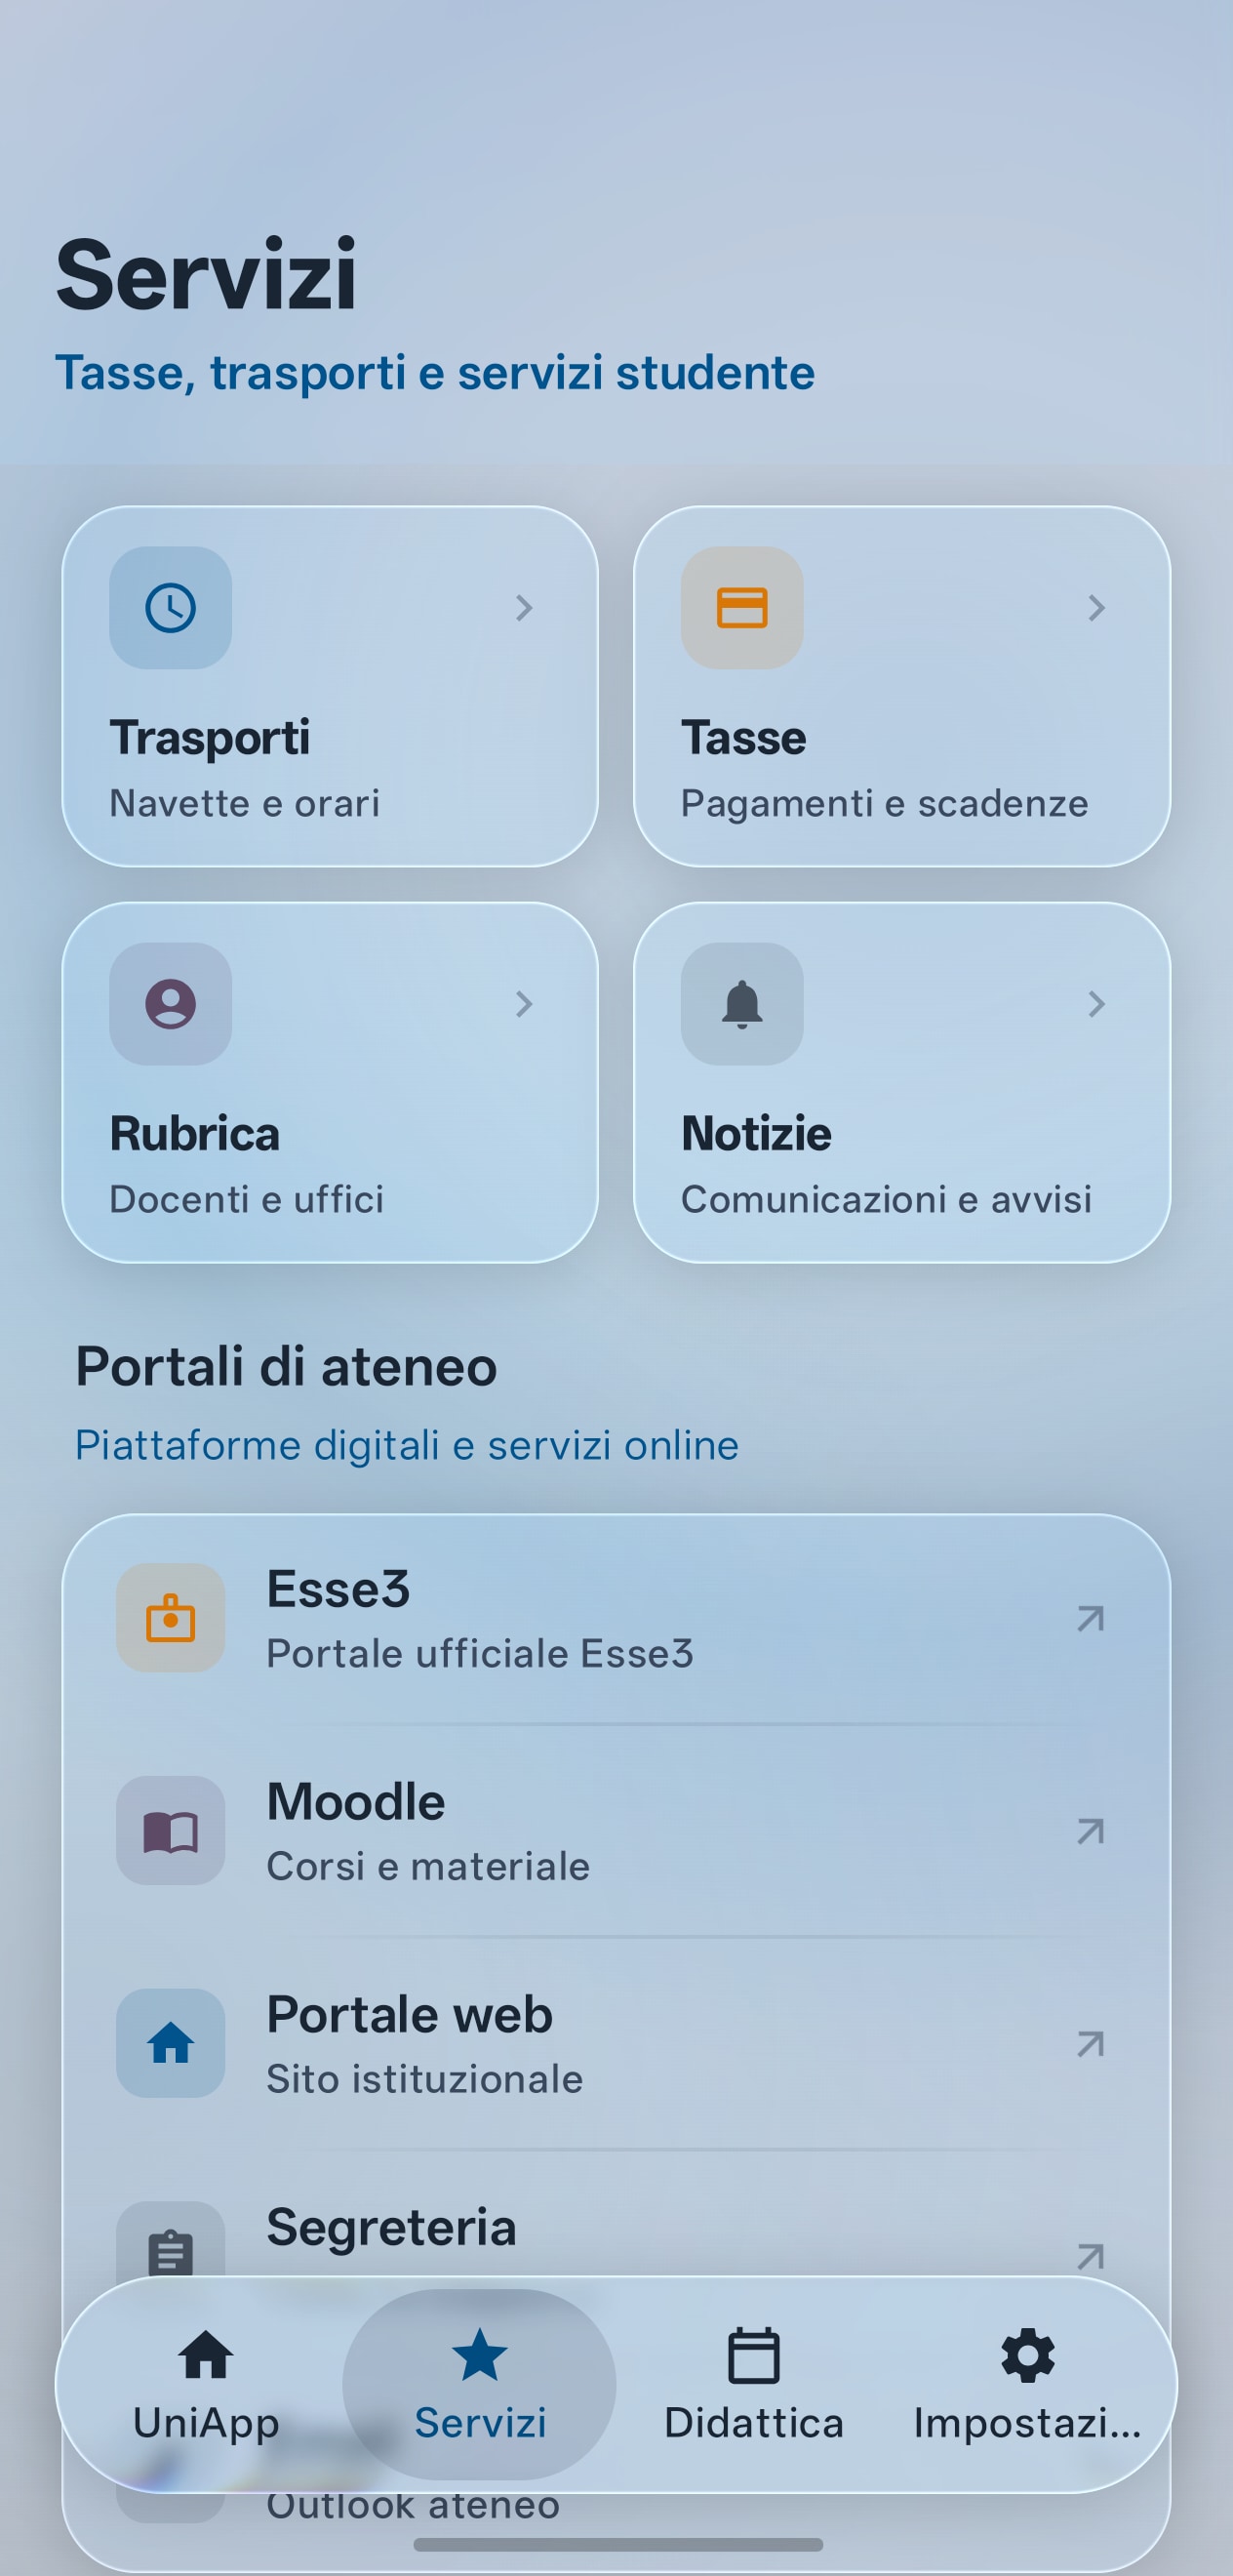 Servizi
Tasse, trasporti e servizi studente
Trasporti
Navette e orari
Tasse
Pagamenti e scadenze
Rubrica
Docenti e uffici
Notizie
Comunicazioni e avvisi
Portali di ateneo
Piattaforme digitali e servizi online
Esse3
Portale ufficiale Esse3
Moodle
Corsi e materiale
Portale web
Sito istituzionale
Segreteria
UniApp
Servizi
Didattica
Impostazi...
Outlook ateneo